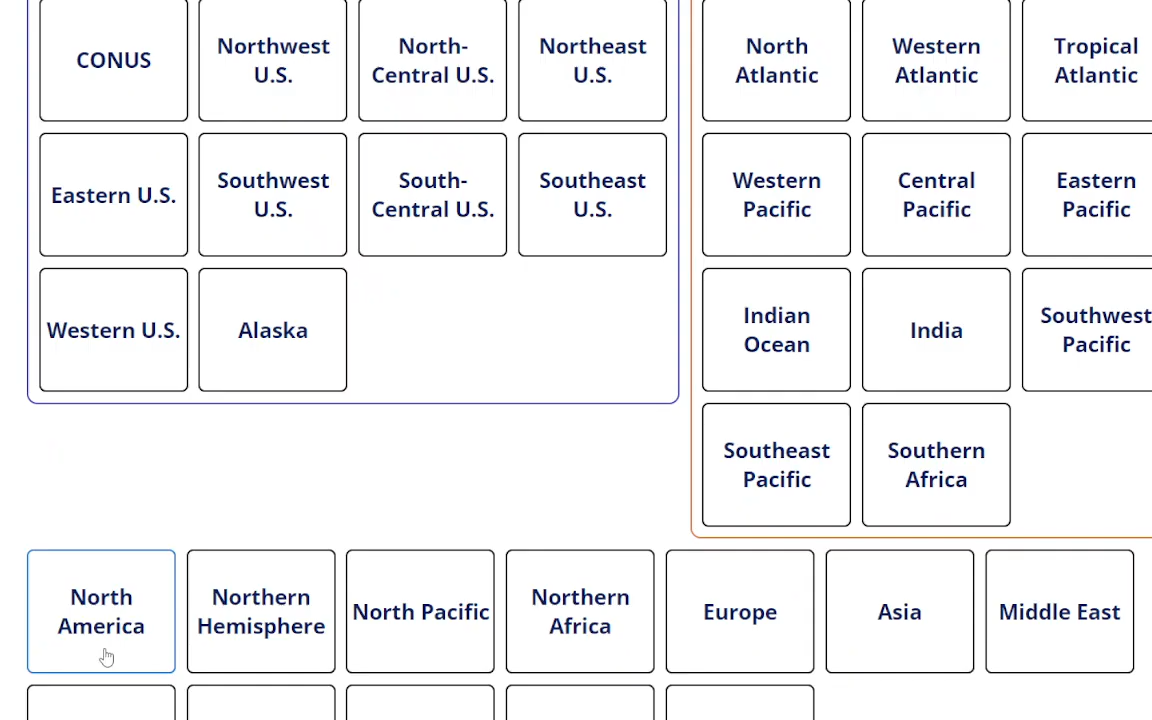 CONUS
Northwest
U.S.
North-
Central U.S.
Northeast
U.S.
Eastern U.S.
Southwest
U.S.
South-
Central U.S.
Southeast
U.S.
Western U.S.
Alaska
North
Atlantic
Western
Atlantic
Tropical
Atlantic
Western
Pacific
Central
Pacific
Eastern
Pacific
Indian
Ocean
India
Southwest
Pacific
Southeast
Pacific
Southern
Africa
North
America
Northern
Hemisphere
North Pacific
Northern
Africa
Europe
Asia
Middle East